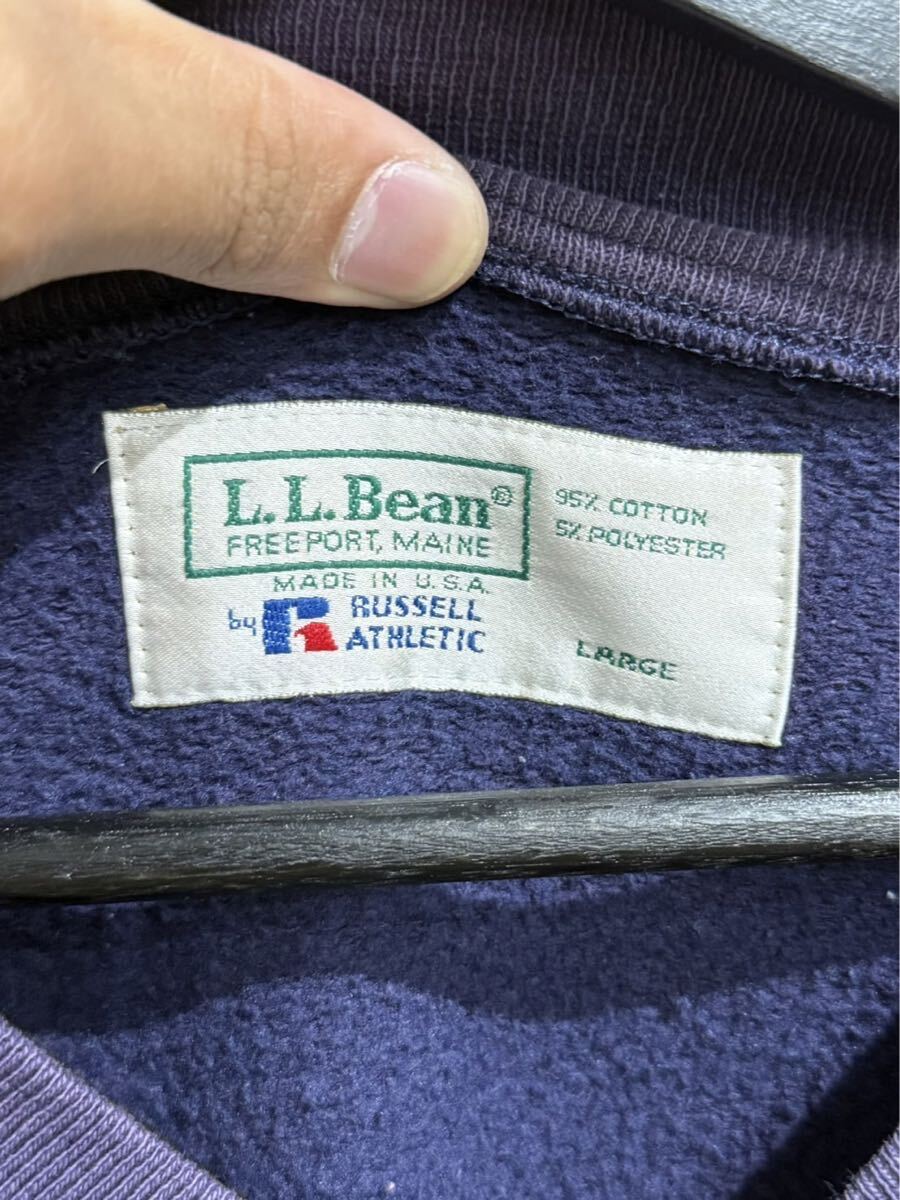 L.L.Bean®
FREEPORT, MAINE
MADE IN U.S.A.
by RUSSELL
ATHLETIC
95% COTTON
5% POLYESTER
LARGE